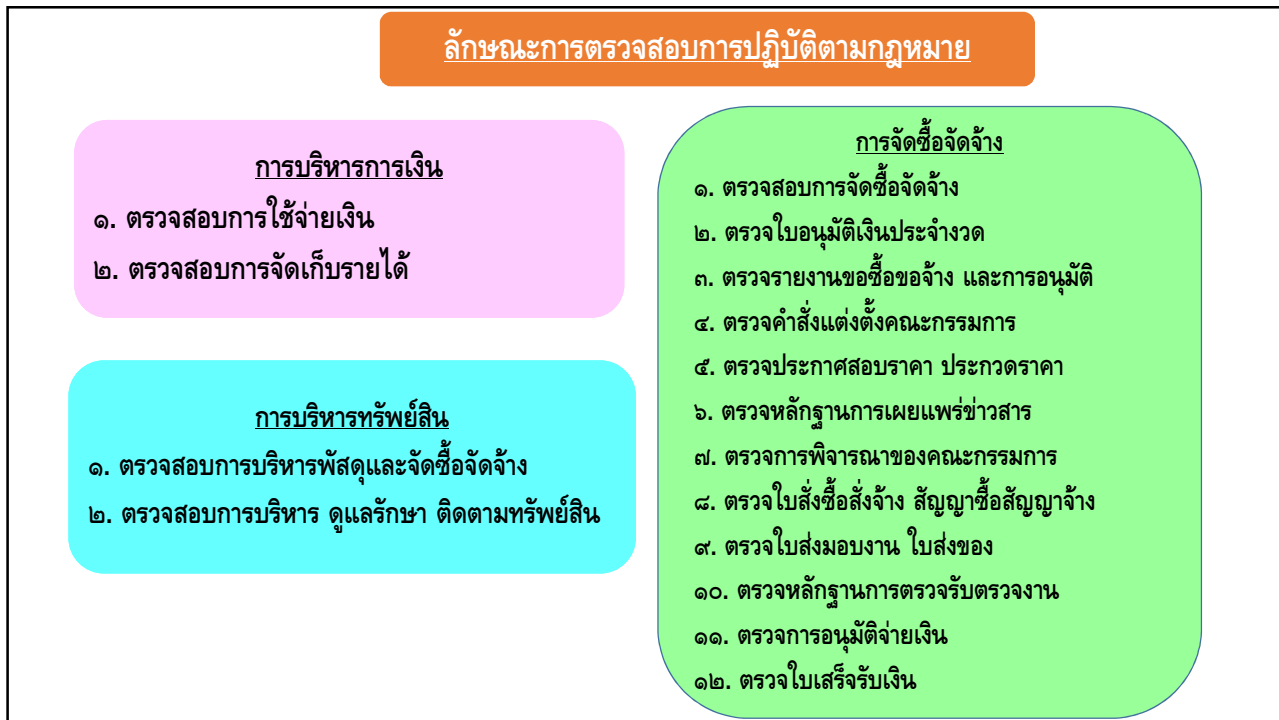 ลักษณะการตรวจสอบการปฏิบัติตามกฎหมาย
การบริหารการเงิน
๑. ตรวจสอบการใช้จ่ายเงิน
๒. ตรวจสอบการจัดเก็บรายได้
การบริหารทรัพย์สิน
๑. ตรวจสอบการบริหารพัสดุและจัดซื้อจัดจ้าง
๒. ตรวจสอบการบริหาร ดูแลรักษา ติดตามทรัพย์สิน
การจัดซื้อจัดจ้าง
๑. ตรวจสอบการจัดซื้อจัดจ้าง
๒. ตรวจใบอนุมัติเงินประจำงวด
๓. ตรวจรายงานขอซื้อขอจ้าง และการอนุมัติ
๔. ตรวจคำสั่งแต่งตั้งคณะกรรมการ
๕. ตรวจประกาศสอบราคา ประกวดราคา
๖. ตรวจหลักฐานการเผยแพร่ข่าวสาร
๗. ตรวจการพิจารณาของคณะกรรมการ
๘. ตรวจใบสั่งซื้อสั่งจ้าง สัญญาซื้อสัญญาจ้าง
๙. ตรวจใบส่งมอบงาน ใบส่งของ
๑๐. ตรวจหลักฐานการตรวจรับตรวจงาน
๑๑. ตรวจการอนุมัติจ่ายเงิน
๑๒. ตรวจใบเสร็จรับเงิน